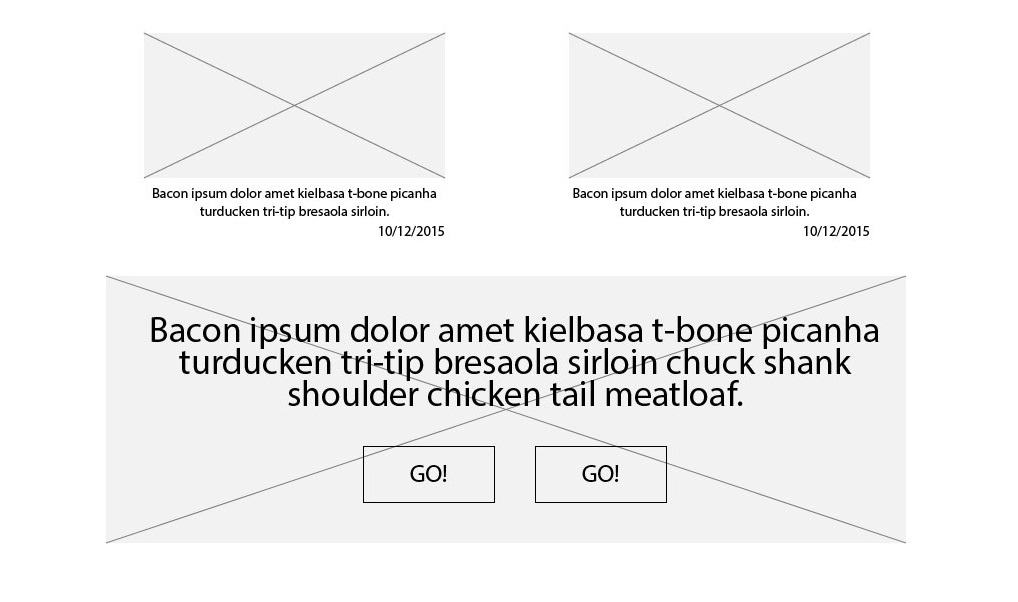 Bacon ipsum dolor amet kielbasa t-bone picanha
turducken tri-tip bresaola sirloin.
10/12/2015
Bacon ipsum dolor amet kielbasa t-bone picanha
turducken tri-tip bresaola sirloin.
10/12/2015
Bacon ipsum dolor amet kielbasa t-bone picanha
turducken tri-tip bresaola sirloin chuck shank
shoulder chicken tail meatloaf.
GO!
GO!